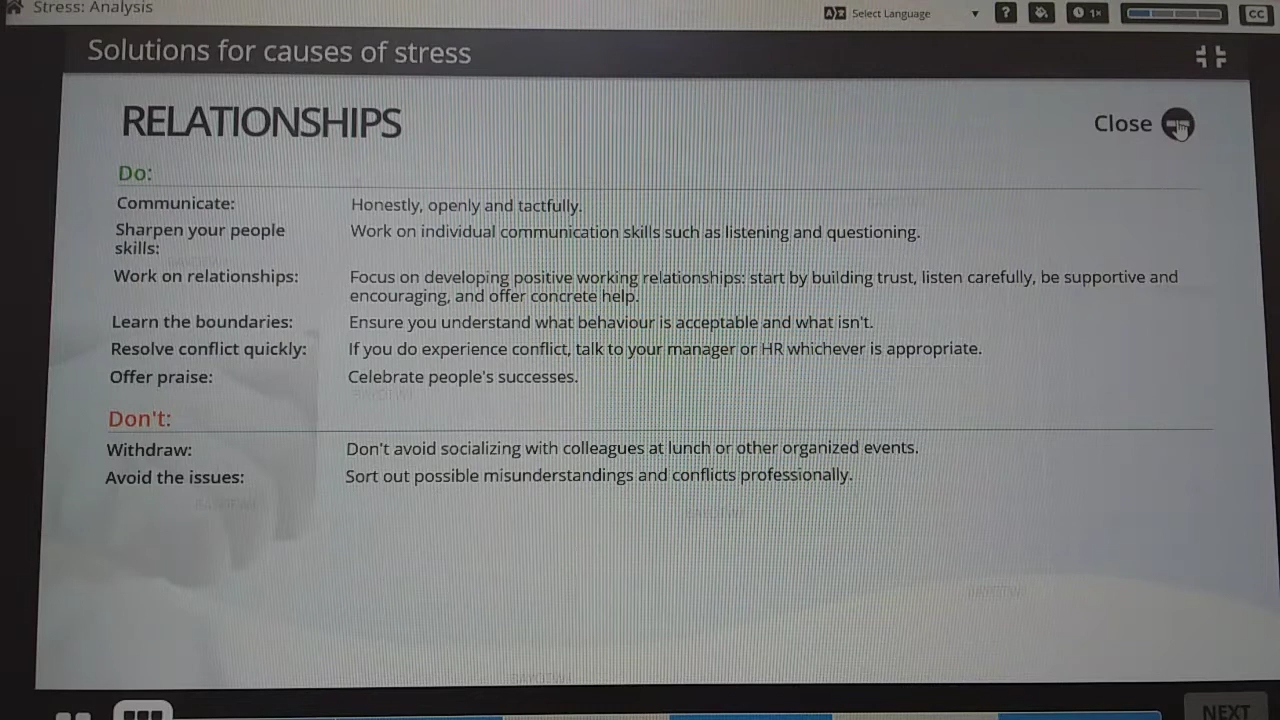 Stress: Analysis
Select Language
? 1× CC
Solutions for causes of stress
RELATIONSHIPS
Close
Do:
Communicate: Honestly, openly and tactfully.
Sharpen your people Work on individual communication skills such as listening and questioning.
skills:
Work on relationships: Focus on developing positive working relationships: start by building trust, listen carefully, be supportive and
encouraging, and offer concrete help.
Learn the boundaries: Ensure you understand what behaviour is acceptable and what isn't.
Resolve conflict quickly: If you do experience conflict, talk to your manager or HR whichever is appropriate.
Offer praise: Celebrate people's successes.
Don't:
Withdraw: Don't avoid socializing with colleagues at lunch or other organized events.
Avoid the issues: Sort out possible misunderstandings and conflicts professionally.
NEXT